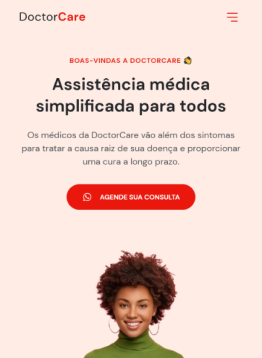 DoctorCare
BOAS-VINDAS A DOCTORCARE 👋
Assistência médica
simplificada para todos
Os médicos da DoctorCare vão além dos sintomas
para tratar a causa raiz de sua doença e proporcionar
uma cura a longo prazo.
AGENDE SUA CONSULTA